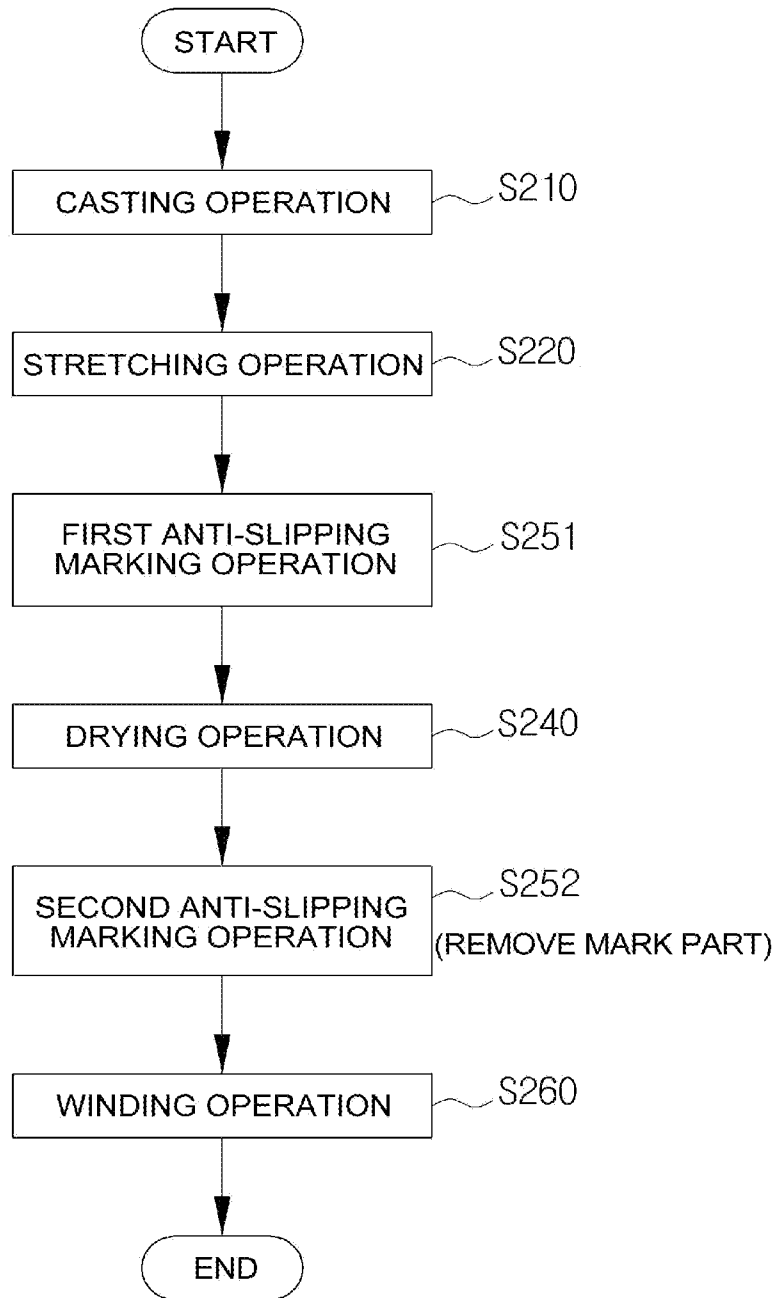 START
CASTING OPERATION
S210
STRETCHING OPERATION
S220
FIRST ANTI-SLIPPING
MARKING OPERATION
S251
DRYING OPERATION
S240
SECOND ANTI-SLIPPING
MARKING OPERATION
S252
(REMOVE MARK PART)
WINDING OPERATION
S260
END